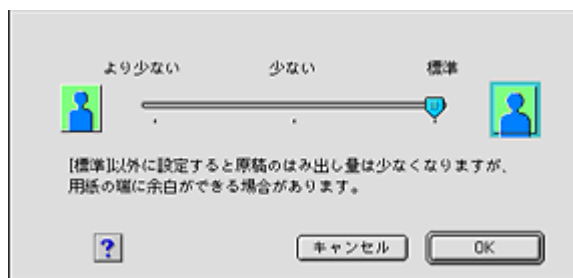 より少ない 少ない 標準
[標準]以外に設定すると原稿のはみ出し量は少なくなりますが、
用紙の端に余白ができる場合があります。
? キャンセル OK